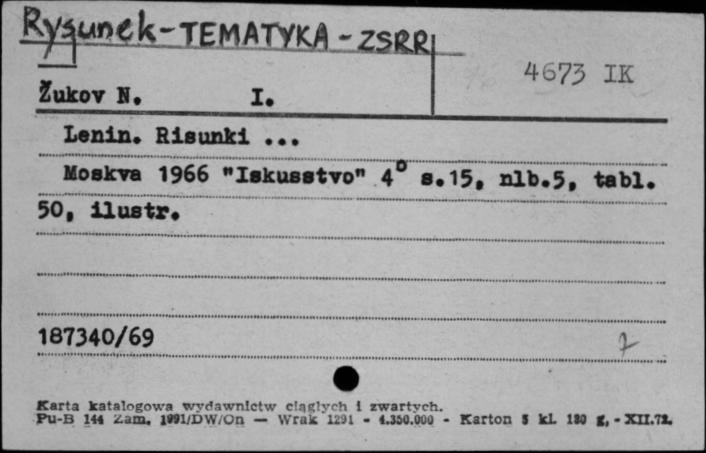 Rysunek-TEMATYKA-ZSRR
4673 IK
Žukov N. I.
Lenin. Risunki ...
Moskva 1966 "Iskusstvo" 4° s.15, nlb.5, tabl.
50, ilustr.
187340/69
Karta katalogowa wydawnictw ciągłych i zwartych.
Pu-B 144 Zam. 1991/DW/On — Wrak 1291 - 4.350.000 - Karton 5 kl. 180 g, - XII.72.